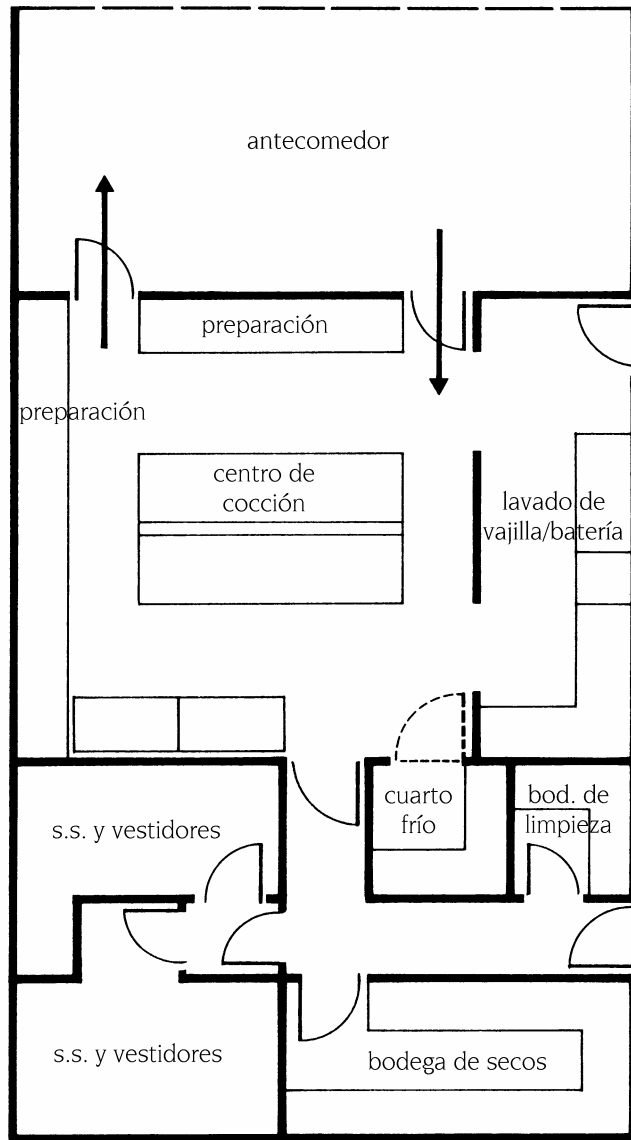 antecomedor
preparación
preparación
centro de
cocción
lavado de
vajilla/batería
cuarto
frío
bod. de
limpieza
s.s. y vestidores
s.s. y vestidores
bodega de secos